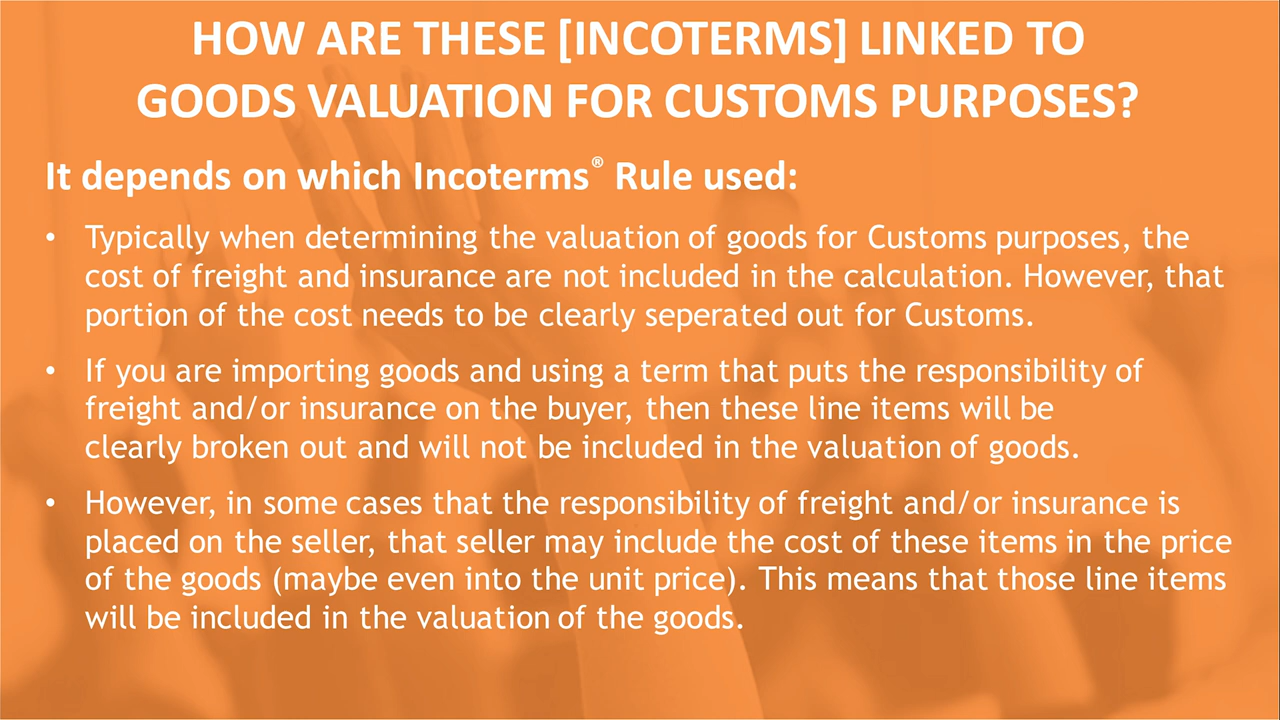 HOW ARE THESE [INCOTERMS] LINKED TO
GOODS VALUATION FOR CUSTOMS PURPOSES?
It depends on which Incoterms® Rule used:
• Typically when determining the valuation of goods for Customs purposes, the
cost of freight and insurance are not included in the calculation. However, that
portion of the cost needs to be clearly seperated out for Customs.
• If you are importing goods and using a term that puts the responsibility of
freight and/or insurance on the buyer, then these line items will be
clearly broken out and will not be included in the valuation of goods.
• However, in some cases that the responsibility of freight and/or insurance is
placed on the seller, that seller may include the cost of these items in the price
of the goods (maybe even into the unit price). This means that those line items
will be included in the valuation of the goods.